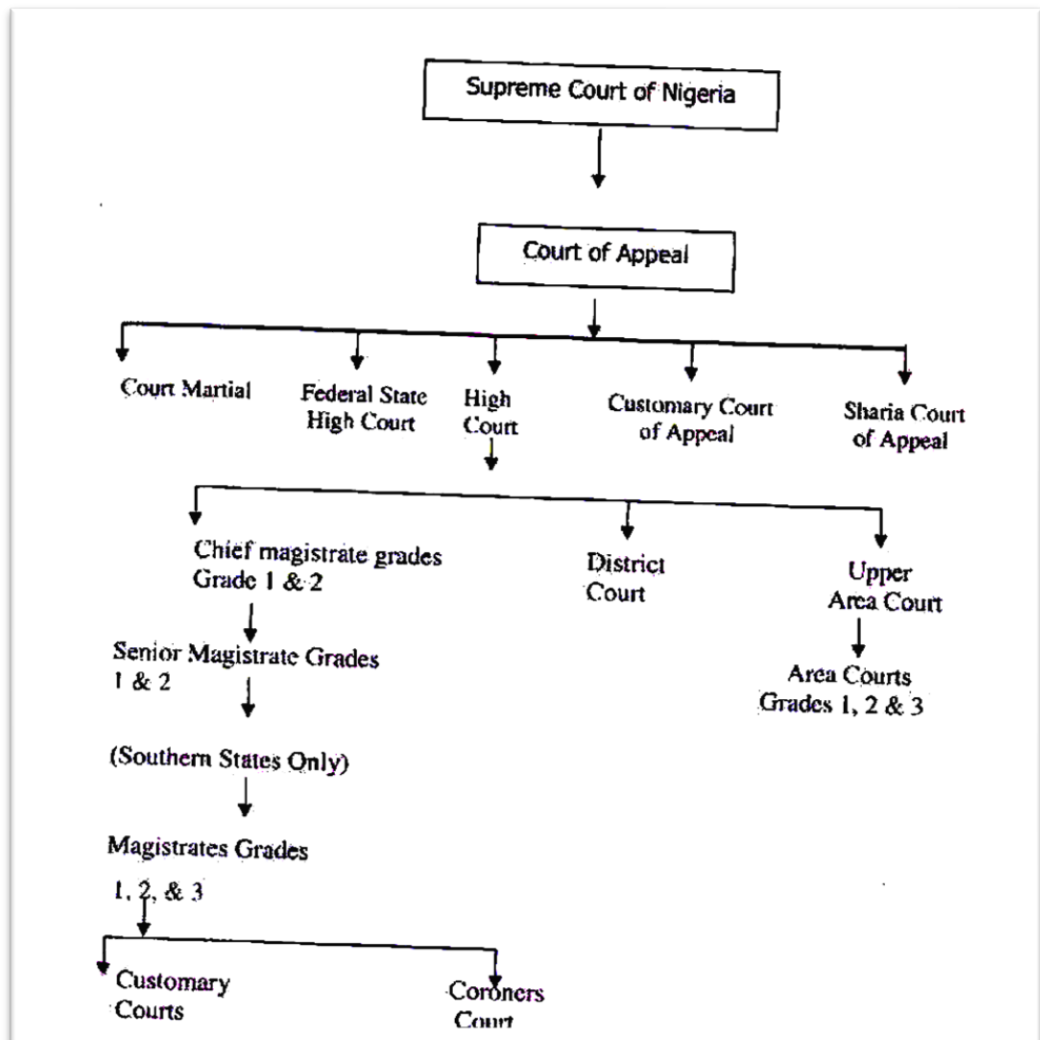 Supreme Court of Nigeria
Court of Appeal
Court Martial
Federal State
High Court
High
Court
Customary Court
of Appeal
Sharia Court
of Appeal
Chief magistrate grades
Grade 1 & 2
District
Court
Upper
Area Court
Senior Magistrate Grades
1 & 2
Area Courts
Grades 1, 2 & 3
(Southern States Only)
Magistrates Grades
1, 2, & 3
Customary
Courts
Coroners
Court